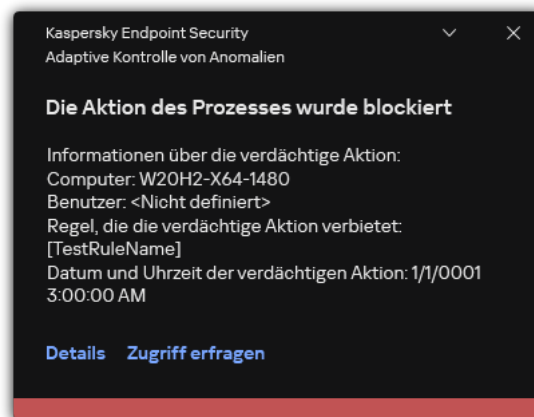 Kaspersky Endpoint Security
Adaptive Kontrolle von Anomalien
Die Aktion des Prozesses wurde blockiert
Informationen über die verdächtige Aktion:
Computer: W20H2-X64-1480
Benutzer: <Nicht definiert>
Regel, die die verdächtige Aktion verbietet:
[TestRuleName]
Datum und Uhrzeit der verdächtigen Aktion: 1/1/0001
3:00:00 AM
Details Zugriff erfragen